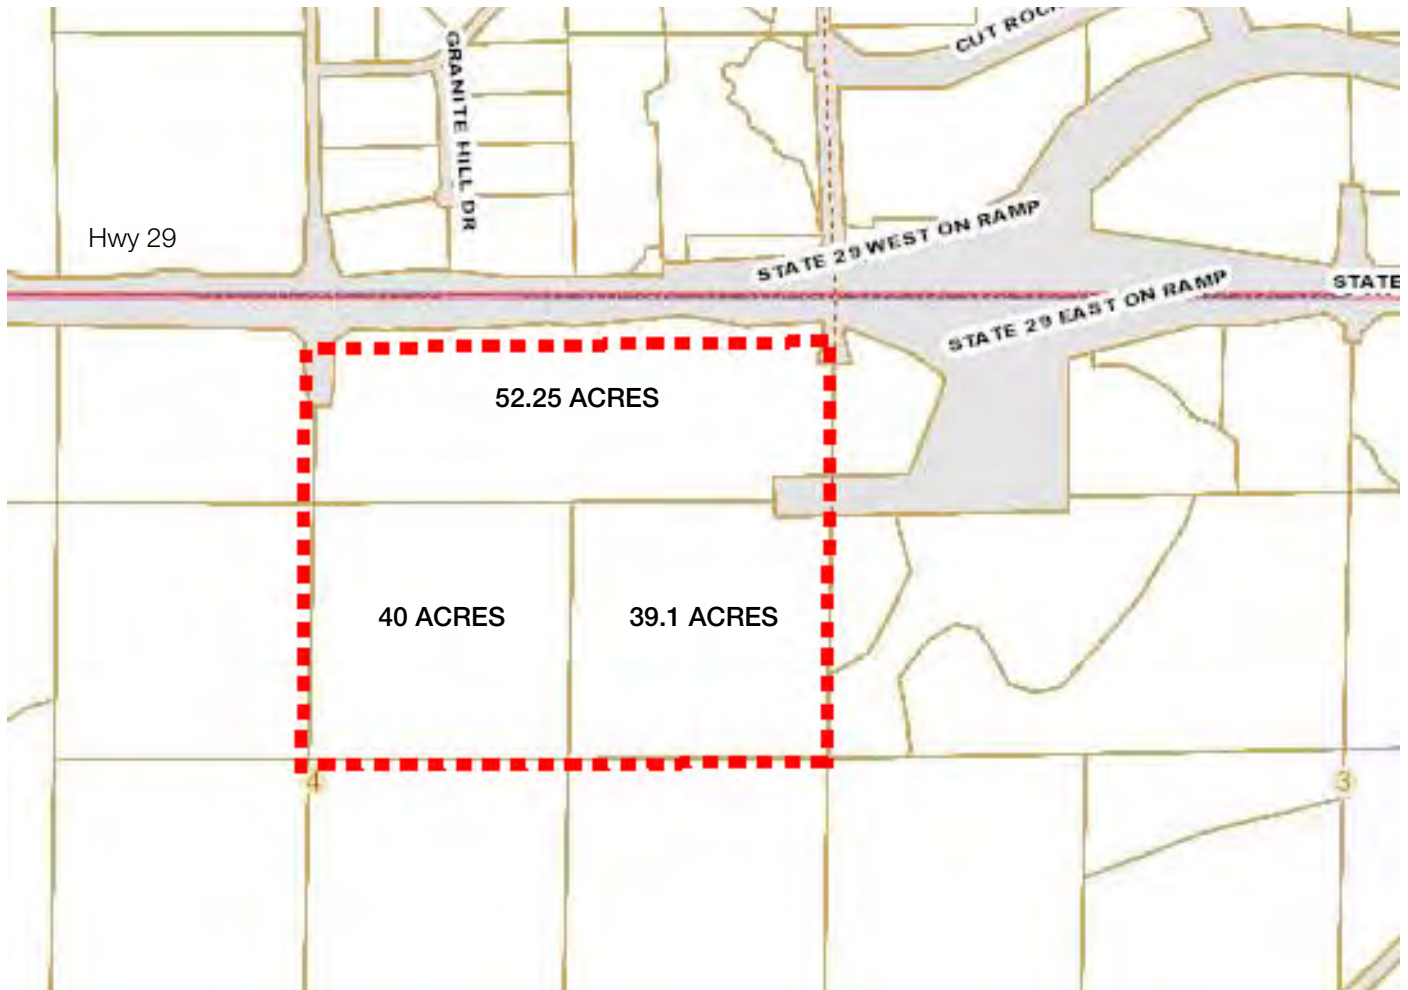 CUT ROCK
GRANITE HILL DR
Hwy 29
STATE 29 WEST ON RAMP
STATE 29 EAST ON RAMP
STATE
52.25 ACRES
40 ACRES
39.1 ACRES
4
3